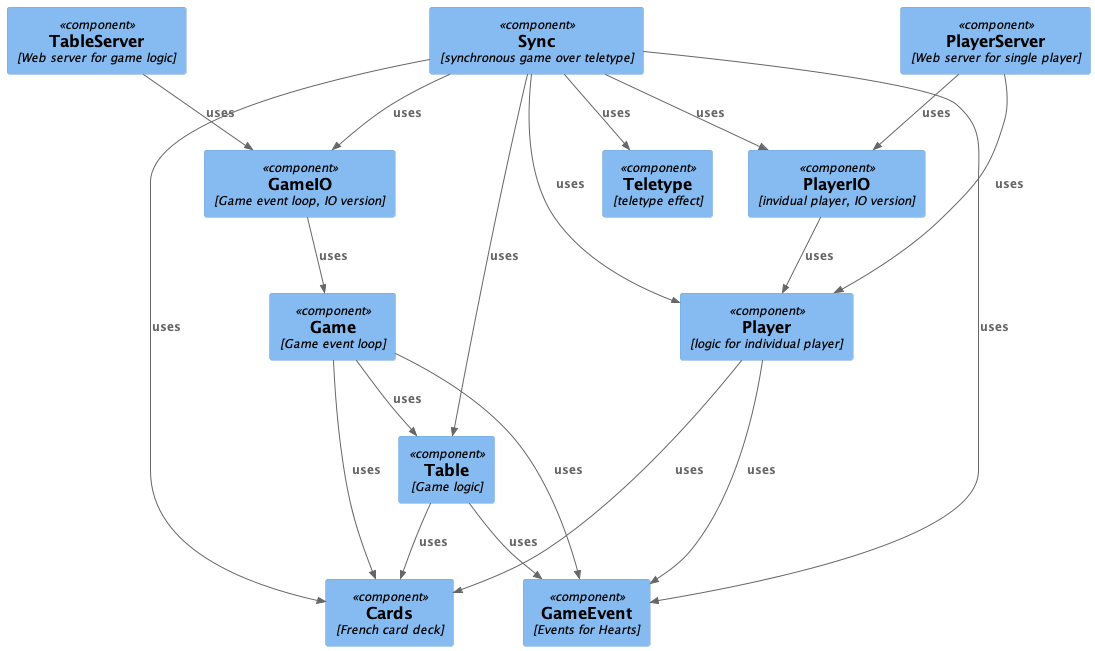 «component»
TableServer
[Web server for game logic]
«component»
Sync
[synchronous game over teletype]
«component»
PlayerServer
[Web server for single player]
uses
uses
uses
uses
uses
«component»
GameIO
[Game event loop, IO version]
«component»
Teletype
[teletype effect]
«component»
PlayerIO
[invidual player, IO version]
uses
uses
uses
uses
uses
«component»
Game
[Game event loop]
«component»
Player
[logic for individual player]
uses
uses
uses
«component»
Table
[Game logic]
uses
uses
uses
uses
uses
uses
«component»
Cards
[French card deck]
«component»
GameEvent
[Events for Hearts]